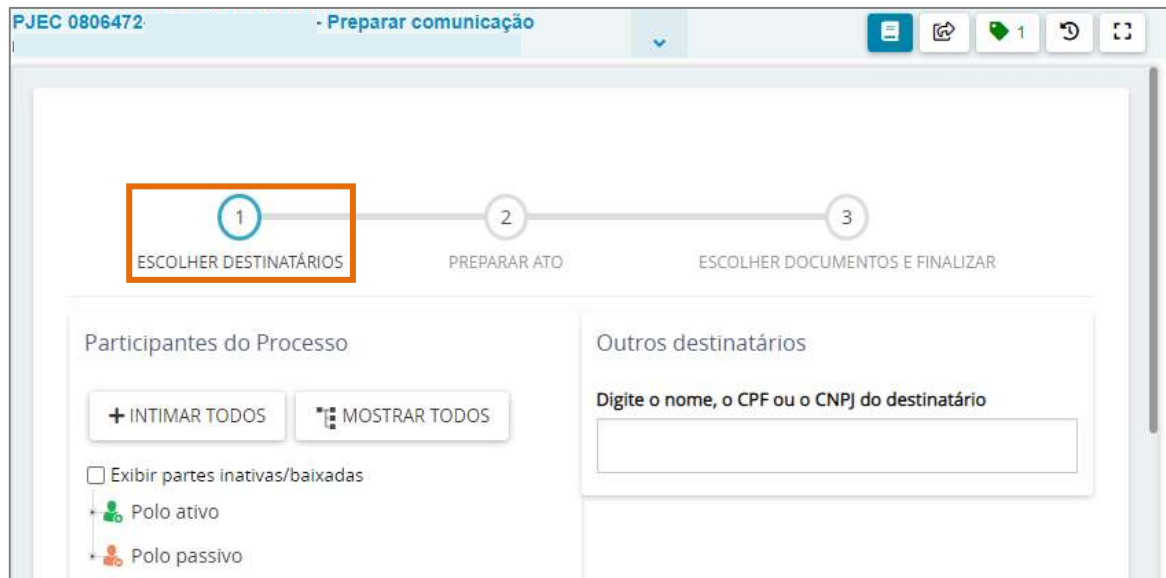 PJEC 0806472- - Preparar comunicação
1
1 2 3
ESCOLHER DESTINATÁRIOS PREPARAR ATO ESCOLHER DOCUMENTOS E FINALIZAR
Participantes do Processo
+ INTIMAR TODOS MOSTRAR TODOS
Exibir partes inativas/baixadas
Polo ativo
Polo passivo
Outros destinatários
Digite o nome, o CPF ou o CNPJ do destinatário